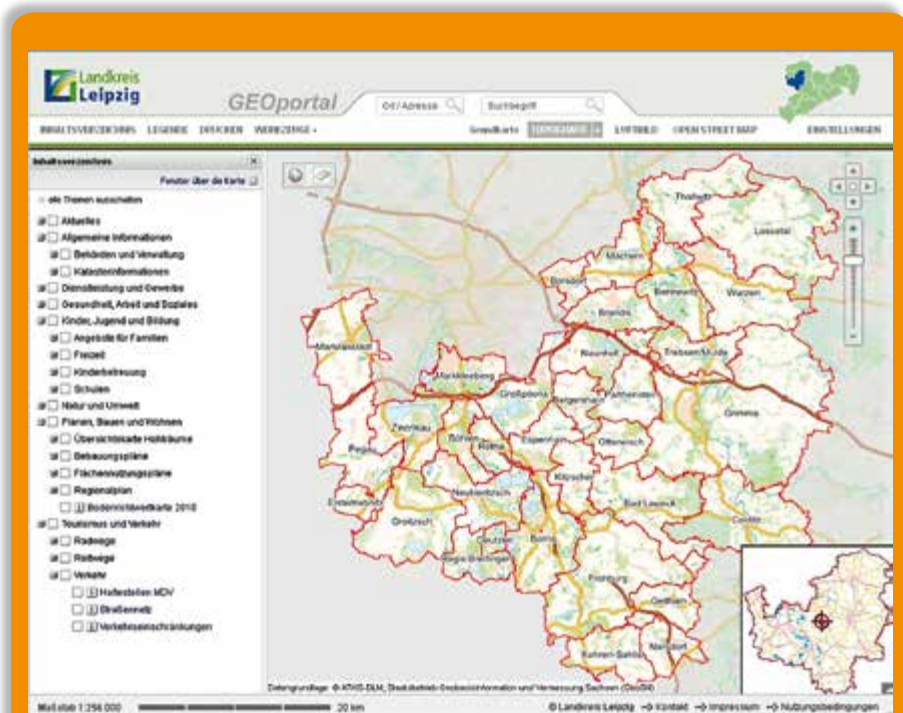 Landkreis
Leipzig
GEOportal
Ort/Adresse
Suchbegriff
INHALTSVERZEICHNIS LEGENDE DRUCKEN WERKZEUGE
Grundkarte TOPOKARTE LUFTBILD OPEN STREET MAP EINSTELLUNGEN
Inhaltsverzeichnis
Fenster über die Karte
alle Themen ausschalten
Aktuelles
Allgemeine Informationen
Behörden und Verwaltung
Katasterinformationen
Dienstleistung und Gewerbe
Gesundheit, Arbeit und Soziales
Kinder, Jugend und Bildung
Angebote für Familien
Freizeit
Kinderbetreuung
Schulen
Natur und Umwelt
Planen, Bauen und Wohnen
Übersichtskarte Hohlräume
Bebauungspläne
Flächennutzungspläne
Regionalplan
Bodenrichtwertkarte 2010
Tourismus und Verkehr
Radwege
Reitwege
Verkehr
Haltestellen MDV
Straßennetz
Verkehrseinschränkungen
Thallwitz
Lossatal
Machern
Borsdorf
Bennewitz
Wurzen
Brandis
Markranstädt
Naunhof
Trebsen/Mulde
Markkleeberg
Großpösna
Belgershain
Parthenstein
Grimma
Zwenkau
Böhlen
Rötha
Espenhain
Otterwisch
Pegau
Kitzscher
Elstertrebnitz
Neukieritzsch
Bad Lausick
Groitzsch
Colditz
Deutzen
Borna
Regis-Breitingen
Frohburg
Geithain
Kohren-Sahlis
Narsdorf
Datengrundlage: © ATKIS-DLM, Staatsbetrieb Geobasisinformation und Vermessung Sachsen (GeoSN)
Maßstab 1:256 000
20 km
© Landkreis Leipzig Kontakt Impressum Nutzungsbedingungen